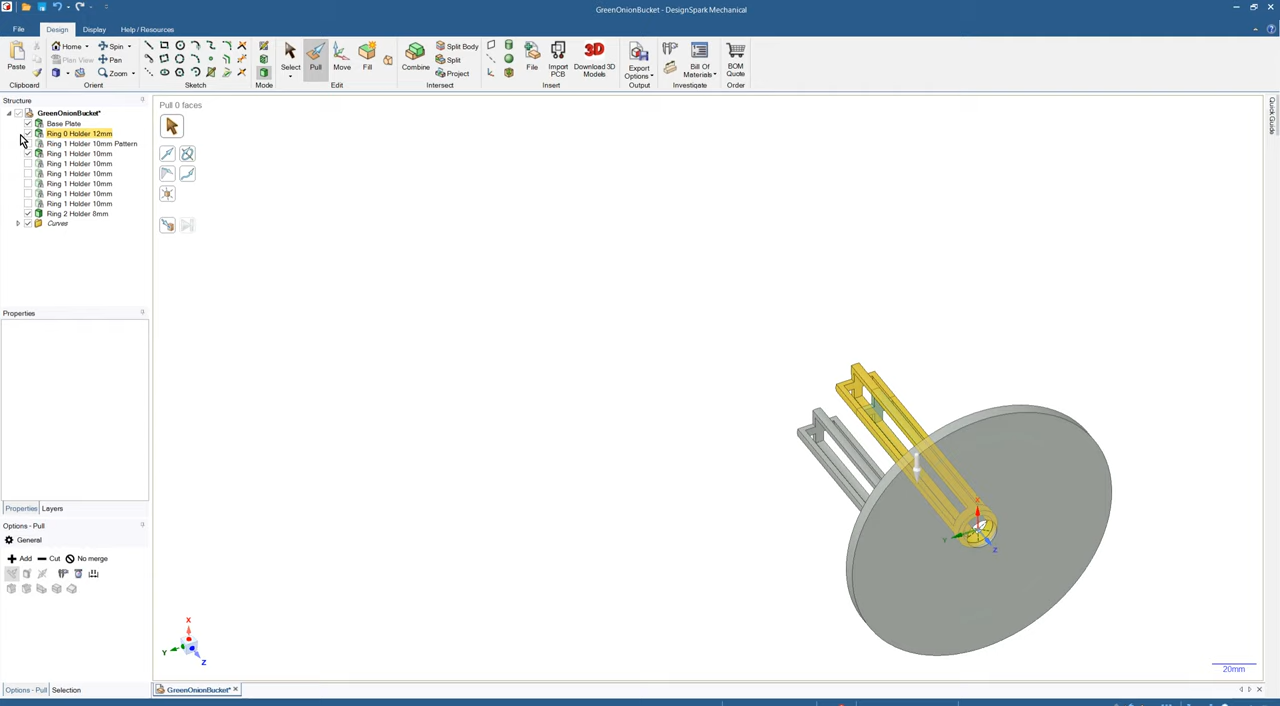 GreenOnionBucket - DesignSpark Mechanical
File Design Display Help / Resources
Paste
Home Spin
Plan View Pan
Zoom
Select Pull Move Fill
Combine
Split Body
Split
Project
File Import PCB Download 3D Models
Export Options
Bill Of Materials
BOM Quote
Clipboard Orient Sketch Mode Edit Intersect Insert Output Investigate Order
Structure
GreenOnionBucket*
Base Plate
Ring 0 Holder 12mm
Ring 1 Holder 10mm Pattern
Ring 1 Holder 10mm
Ring 1 Holder 10mm
Ring 1 Holder 10mm
Ring 1 Holder 10mm
Ring 1 Holder 10mm
Ring 1 Holder 10mm
Ring 2 Holder 8mm
Curves
Pull 0 faces
Quick Guide
Properties
Properties Layers
Options - Pull
General
Add Cut No merge
Options - Pull Selection
X
Y
Z
X
Y
Z
20mm
GreenOnionBucket*